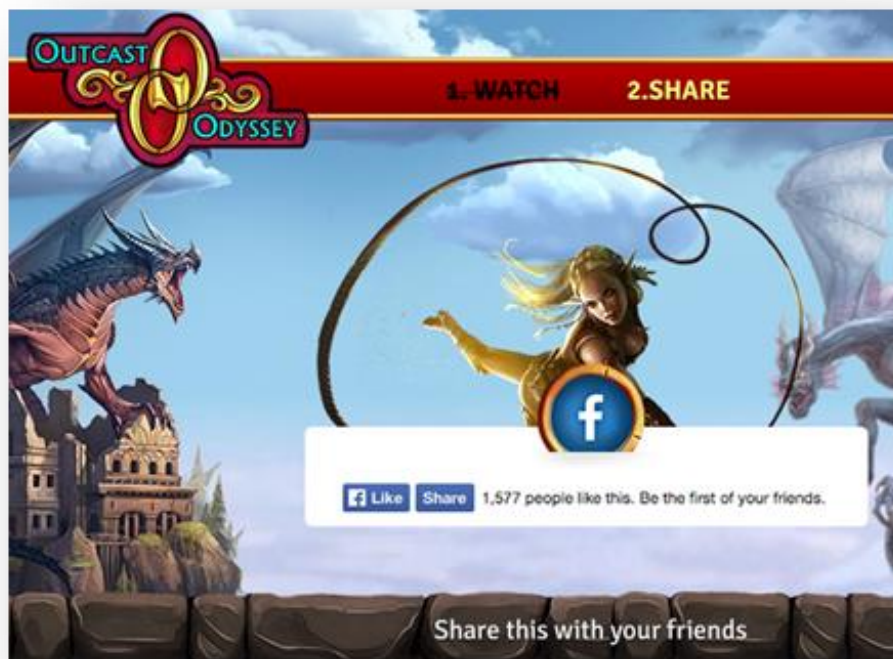 OUTCAST
ODYSSEY
1. WATCH 2.SHARE
f
f Like Share 1,577 people like this. Be the first of your friends.
Share this with your friends